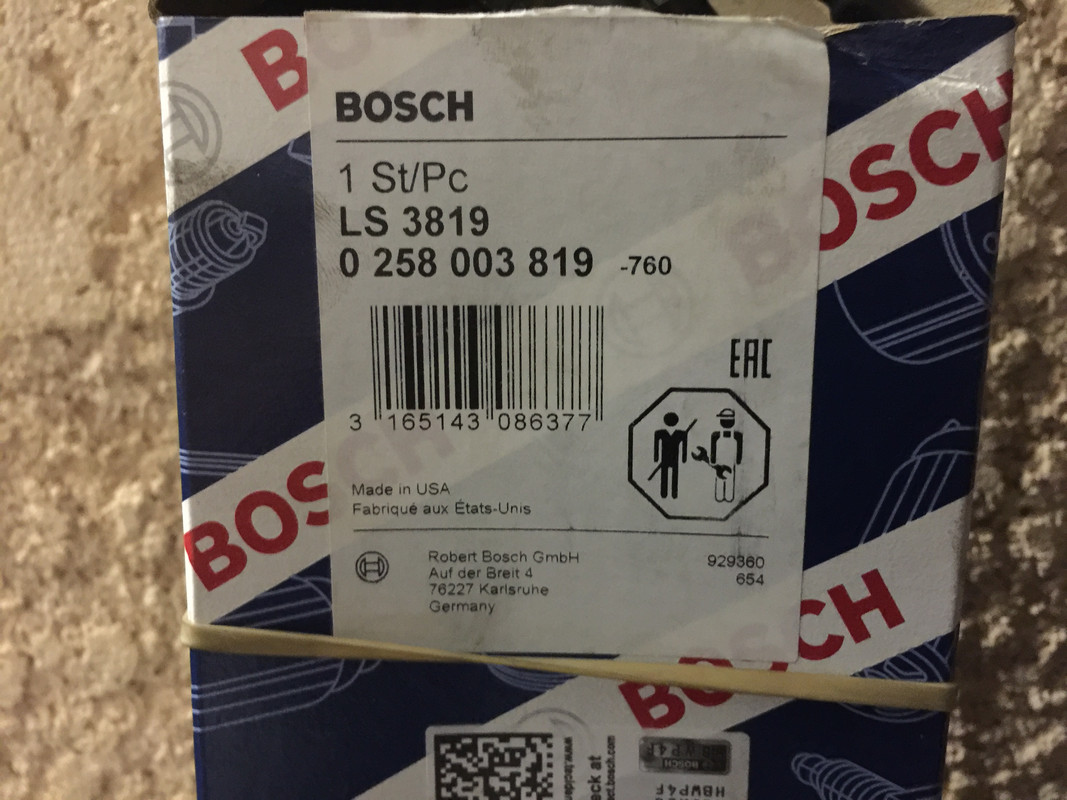 BOSCH
BOSCH
1 St/Pc
LS 3819
0 258 003 819 -760
BOSCH
EAC
3 165143 086377
Made in USA
Fabriqué aux États-Unis
BOS
Robert Bosch GmbH
Auf der Breit 4
76227 Karlsruhe
Germany
929360
654
BOSCH
BOSCH
HBWP4F